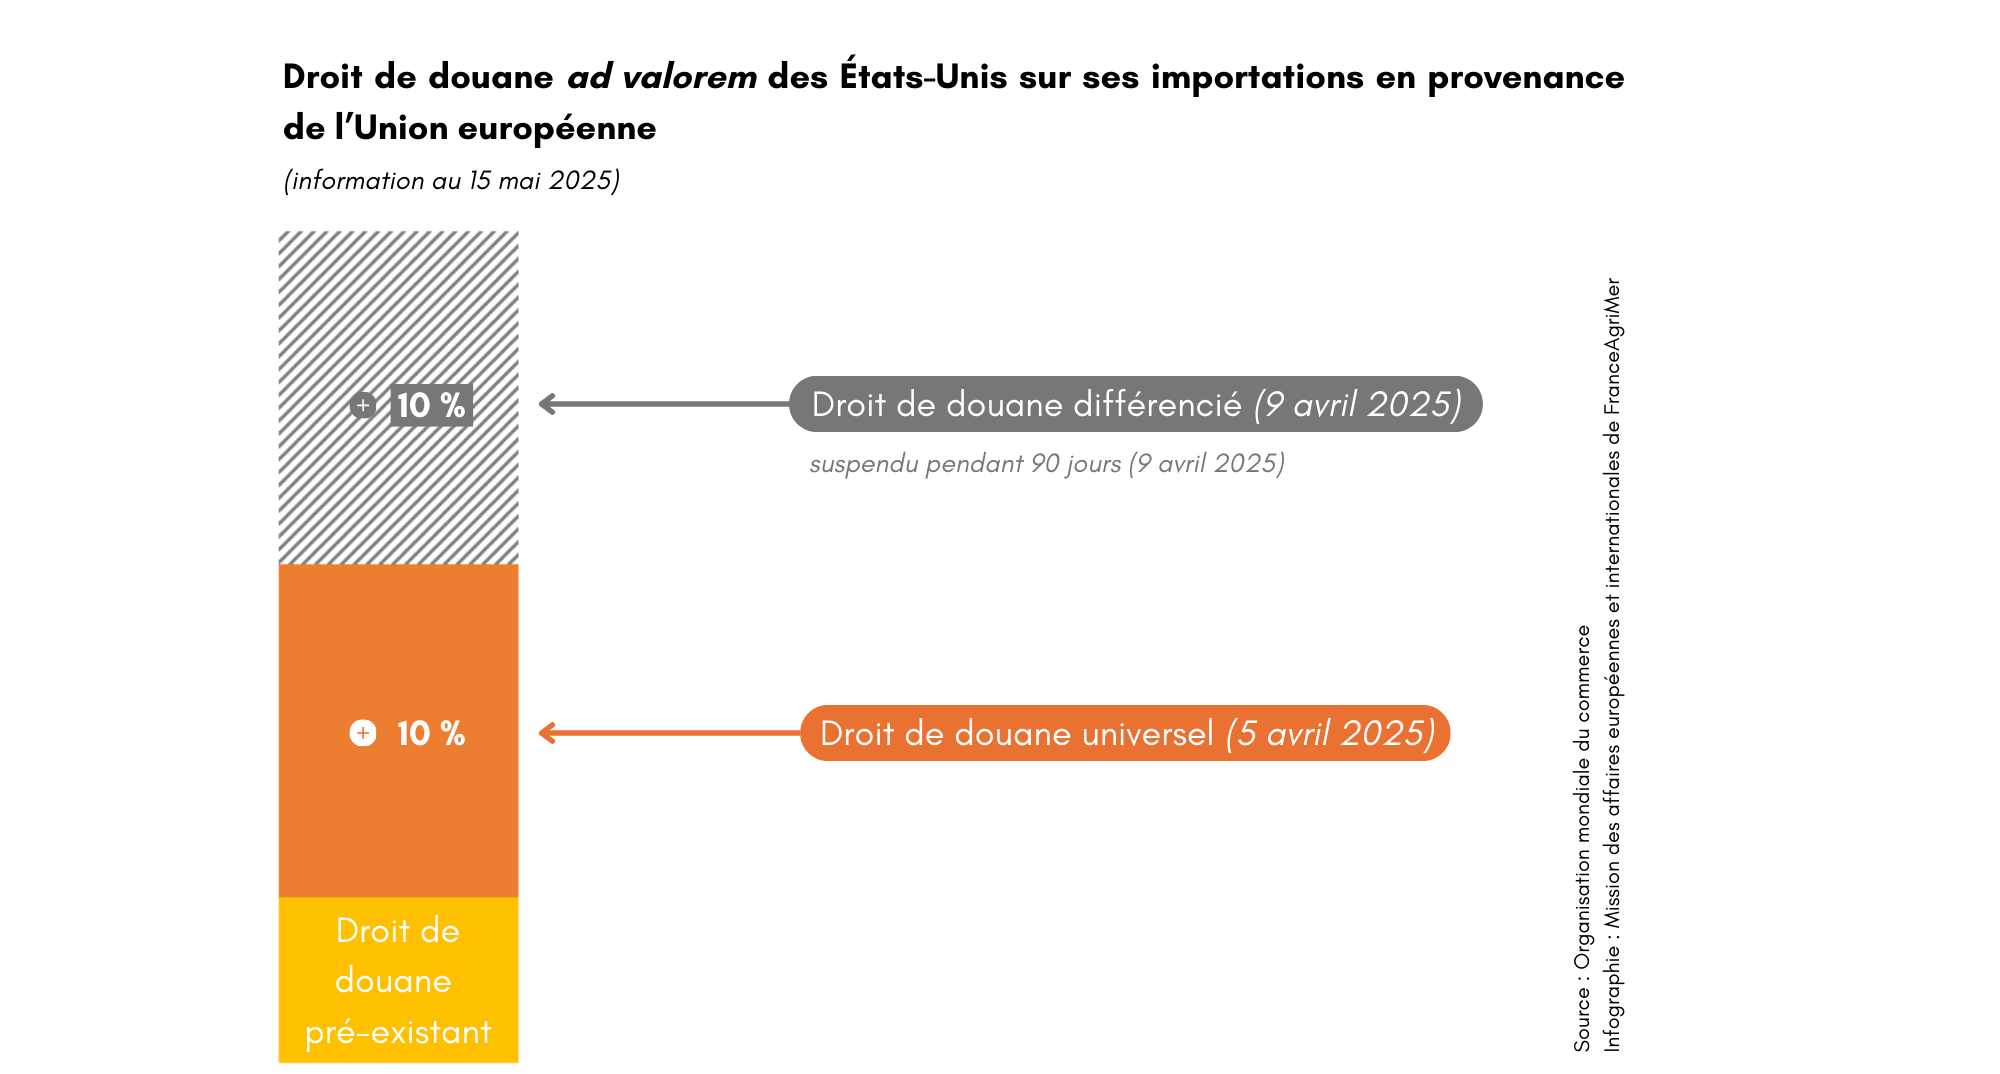 Droit de douane ad valorem des États-Unis sur ses importations en provenance
de l’Union européenne
(information au 15 mai 2025)
+ 10 %
Droit de douane différencié (9 avril 2025)
suspendu pendant 90 jours (9 avril 2025)
+ 10 %
Droit de douane universel (5 avril 2025)
Droit de
douane
pré-existant
Source : Organisation mondiale du commerce
Infographie : Mission des affaires européennes et internationales de FranceAgriMer